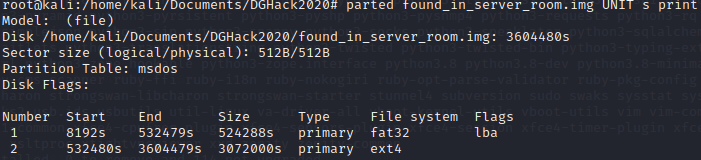 root@kali:/home/kali/Documents/DGHack2020# parted found_in_server_room.img UNIT s print
Model:  (file)
Disk /home/kali/Documents/DGHack2020/found_in_server_room.img: 3604480s
Sector size (logical/physical): 512B/512B
Partition Table: msdos
Disk Flags:
Number  Start    End       Size      Type     File system  Flags
 1      8192s    532479s   524288s   primary  fat32        lba
 2      532480s  3604479s  3072000s  primary  ext4